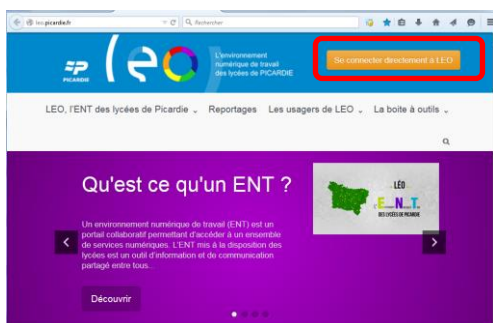 leo.picardie.fr
Rechercher
PICARDIE
leo
L'environnement
numérique de travail
des lycées de PICARDIE
Se connecter directement à LEO
LEO, l'ENT des lycées de Picardie
Reportages
Les usagers de LEO
La boite à outils
Qu'est ce qu'un ENT ?
Un environnement numérique de travail (ENT) est un
portail collaboratif permettant d'accéder à un ensemble
de services numériques. L'ENT mis à la disposition des
lycées est un outil d'information et de communication
partagé entre tous..
Découvrir
LÉO
E N T
DES LYCÉES DE PICARDIE